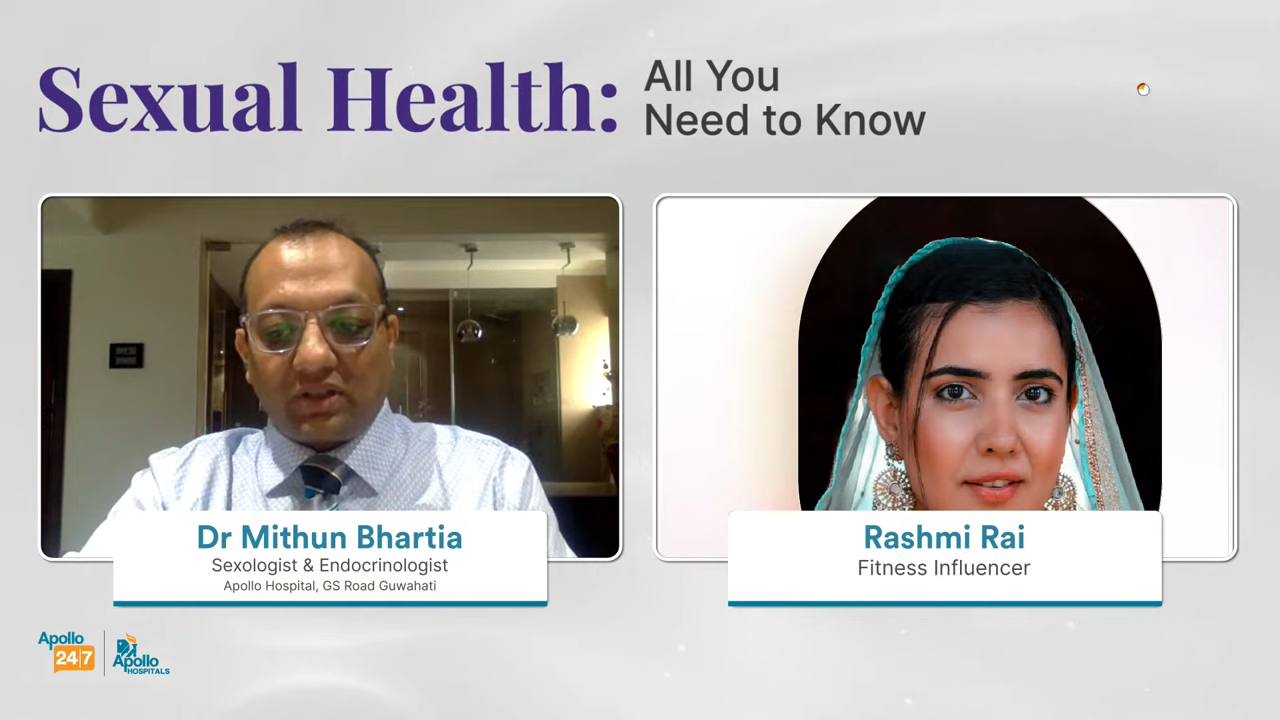 Sexual Health:
All You
Need to Know
Dr Mithun Bhartia
Sexologist & Endocrinologist
Apollo Hospital, GS Road Guwahati
Rashmi Rai
Fitness Influencer
Apollo
24|7
Apollo
HOSPITALS